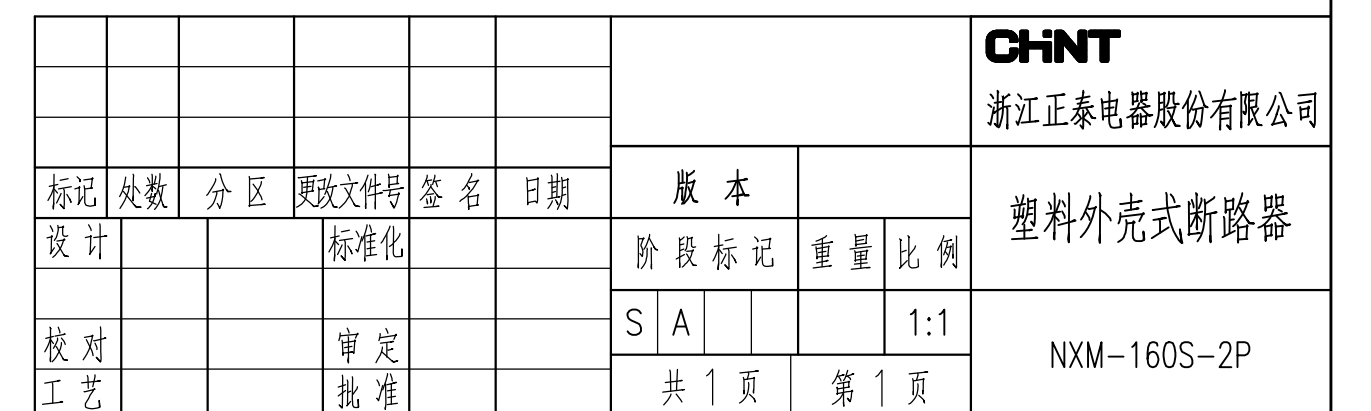 CHINT
浙江正泰电器股份有限公司
标记 处数 分区 更改文件号 签名 日期
版本
塑料外壳式断路器
设计 标准化
阶段标记 重量 比例
S A 1:1
校对 审定
NXM-160S-2P
工艺 批准
共1页 第1页